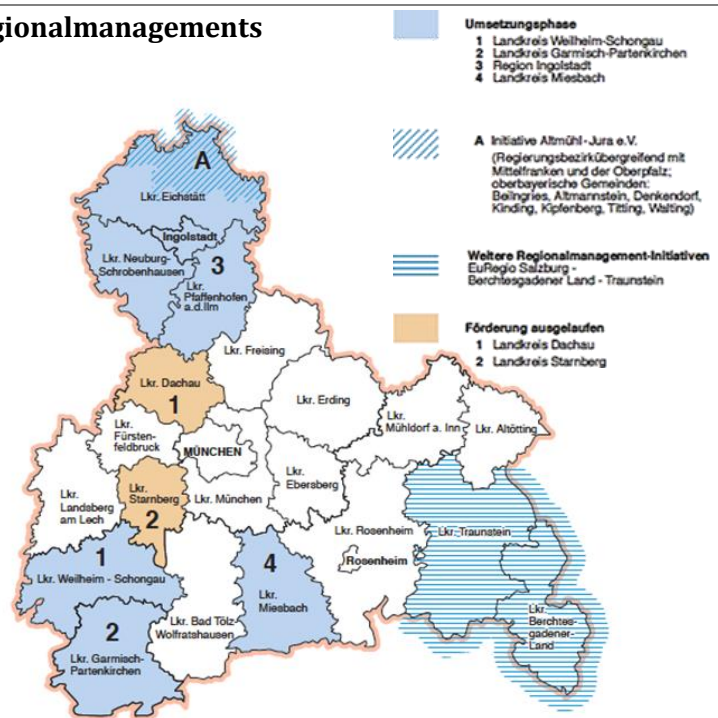 gionalmanagements
Umsetzungsphase
1 Landkreis Weilheim-Schongau
2 Landkreis Garmisch-Partenkirchen
3 Region Ingolstadt
4 Landkreis Miesbach
A Initiative Altmühl-Jura e.V.
(Regierungsbezirkübergreifend mit
Mittelfranken und der Oberpfalz;
oberbayerische Gemeinden:
Beilngries, Altmannstein, Denkendorf,
Kinding, Kipfenberg, Titting, Walting)
Weitere Regionalmanagement-Initiativen
EuRegio Salzburg -
Berchtesgadener Land - Traunstein
Förderung ausgelaufen
1 Landkreis Dachau
2 Landkreis Starnberg
A
Lkr. Eichstätt
Ingolstadt
Lkr. Neuburg-
Schrobenhausen
3
Lkr.
Pfaffenhofen
a.d.Ilm
Lkr. Freising
Lkr. Dachau
1
Lkr. Erding
Lkr.
Mühldorf a. Inn
Lkr. Altötting
Lkr.
Fürsten-
feldbruck
MÜNCHEN
Lkr.
Ebersberg
Lkr.
Landsberg
am Lech
Lkr.
Starnberg
2
Lkr. München
Lkr. Rosenheim
Lkr. Traunstein
Rosenheim
1
Lkr. Weilheim - Schongau
4
Lkr.
Miesbach
2
Lkr. Garmisch-
Partenkirchen
Lkr. Bad Tölz
Wolfratshausen
Lkr.
Berchtes-
gadener-
Land